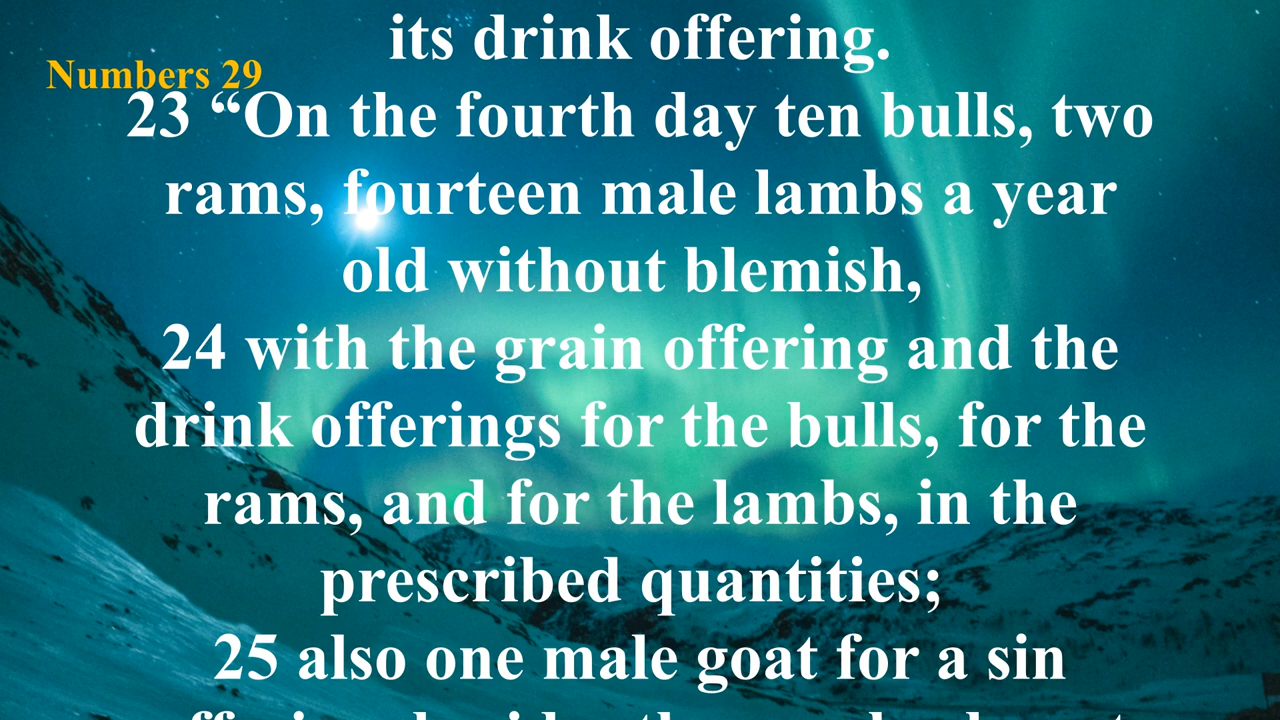 its drink offering.
Numbers 29
23 “On the fourth day ten bulls, two
rams, fourteen male lambs a year
old without blemish,
24 with the grain offering and the
drink offerings for the bulls, for the
rams, and for the lambs, in the
prescribed quantities;
25 also one male goat for a sin